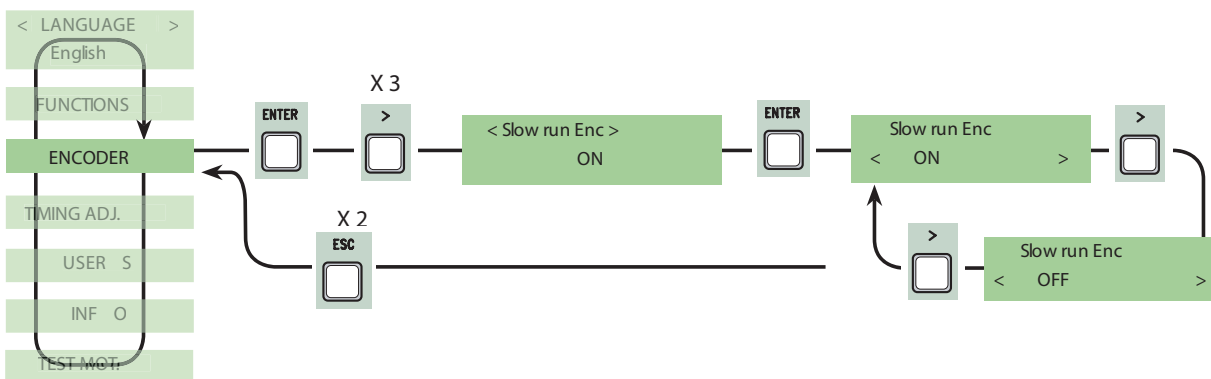 < LANGUAGE >
English
FUNCTIONS
ENCODER
TIMING ADJ.
USER S
INF O
TEST MOT.
ENTER
X 3
>
< Slow run Enc >
ON
ENTER
Slow run Enc
< ON >
>
Slow run Enc
< OFF >
>
X 2
ESC